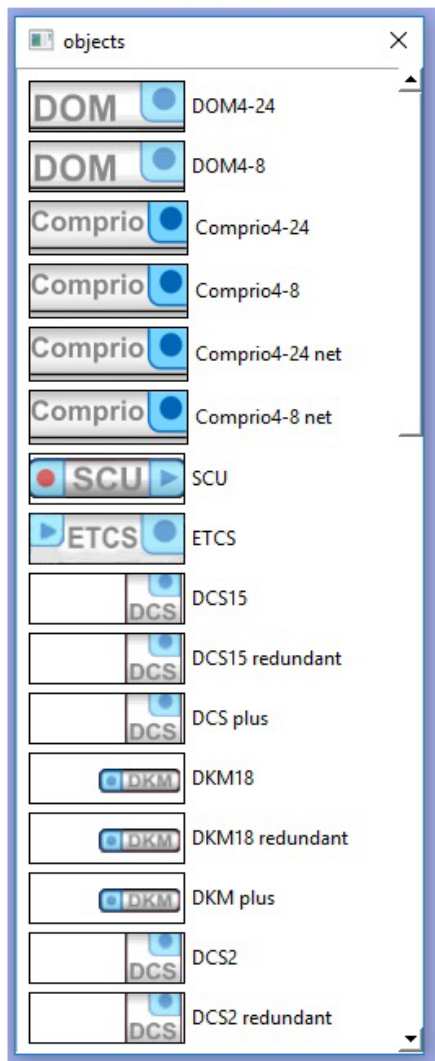 objects
DOM DOM4-24
DOM DOM4-8
Comprio Comprio4-24
Comprio Comprio4-8
Comprio Comprio4-24 net
Comprio Comprio4-8 net
SCU SCU
ETCS ETCS
DCS DCS15
DCS DCS15 redundant
DCS DCS plus
DKM DKM18
DKM DKM18 redundant
DKM DKM plus
DCS DCS2
DCS DCS2 redundant